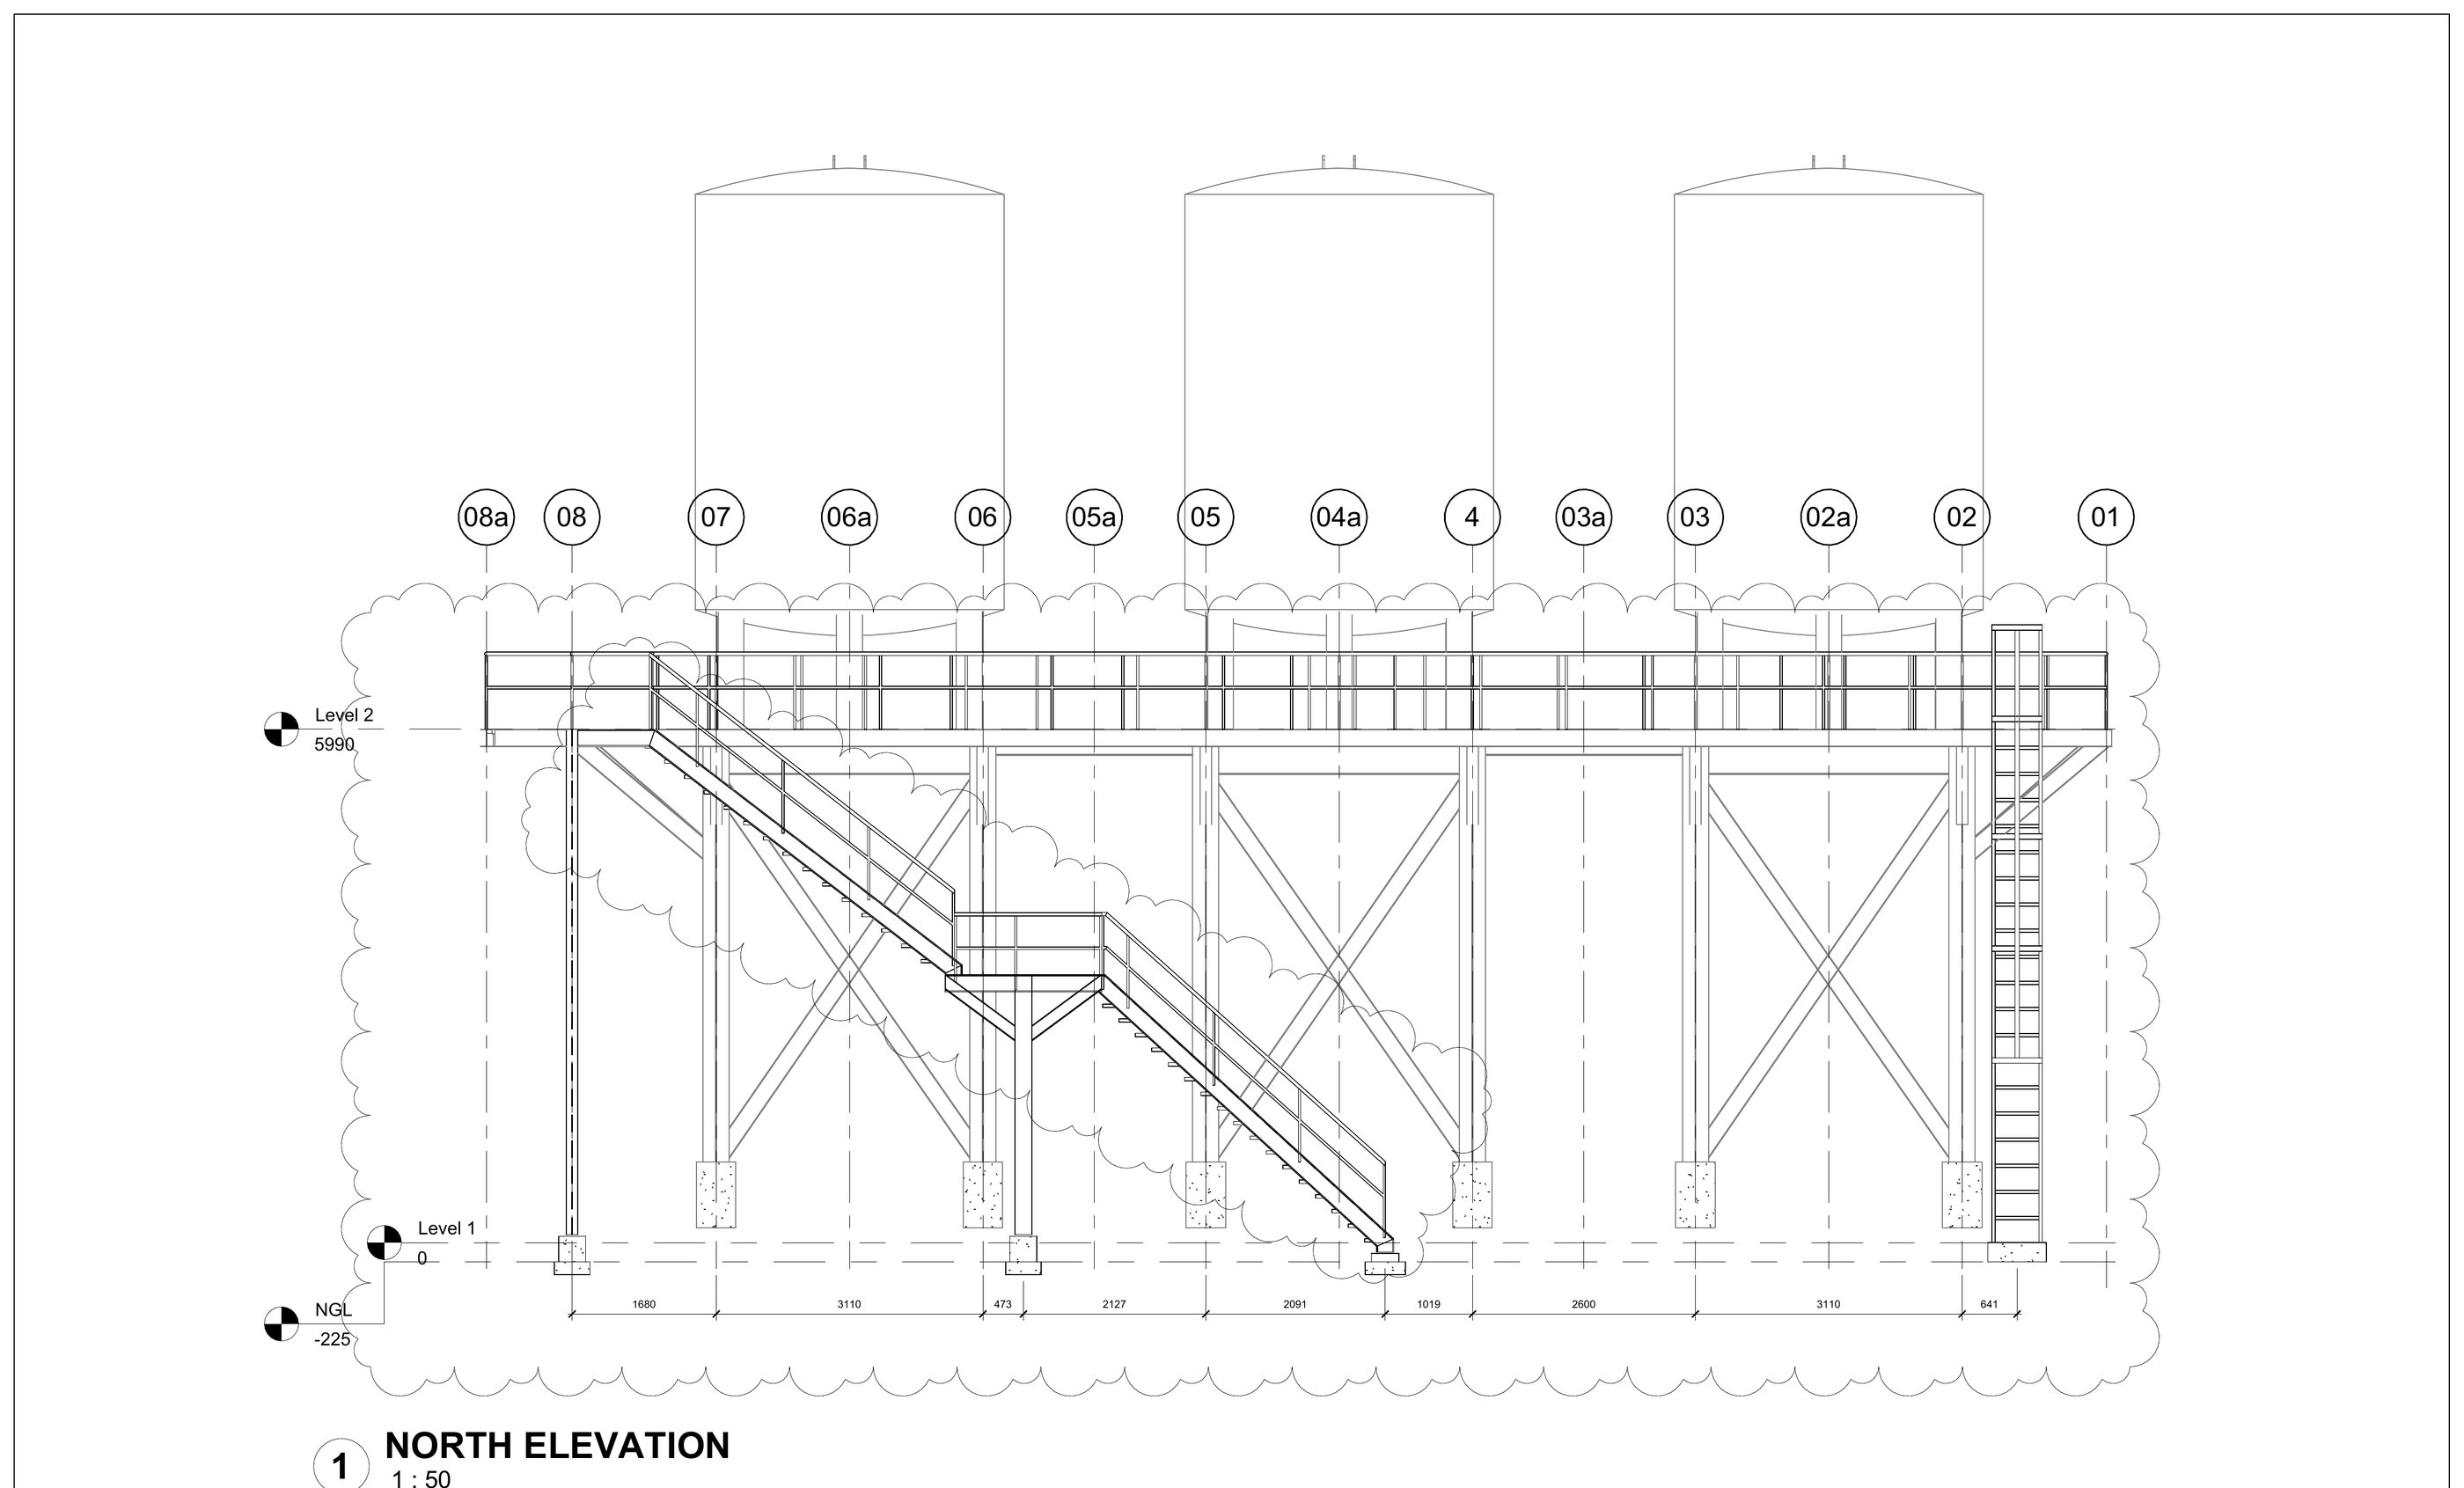 08a 08 07 06a 06 05a 05 04a 4 03a 03 02a 02 01
Level 2
5990
Level 1
0
1680 3110 473 2127 2091 1019 2600 3110 641
NGL
-225
1 NORTH ELEVATION
1 : 50